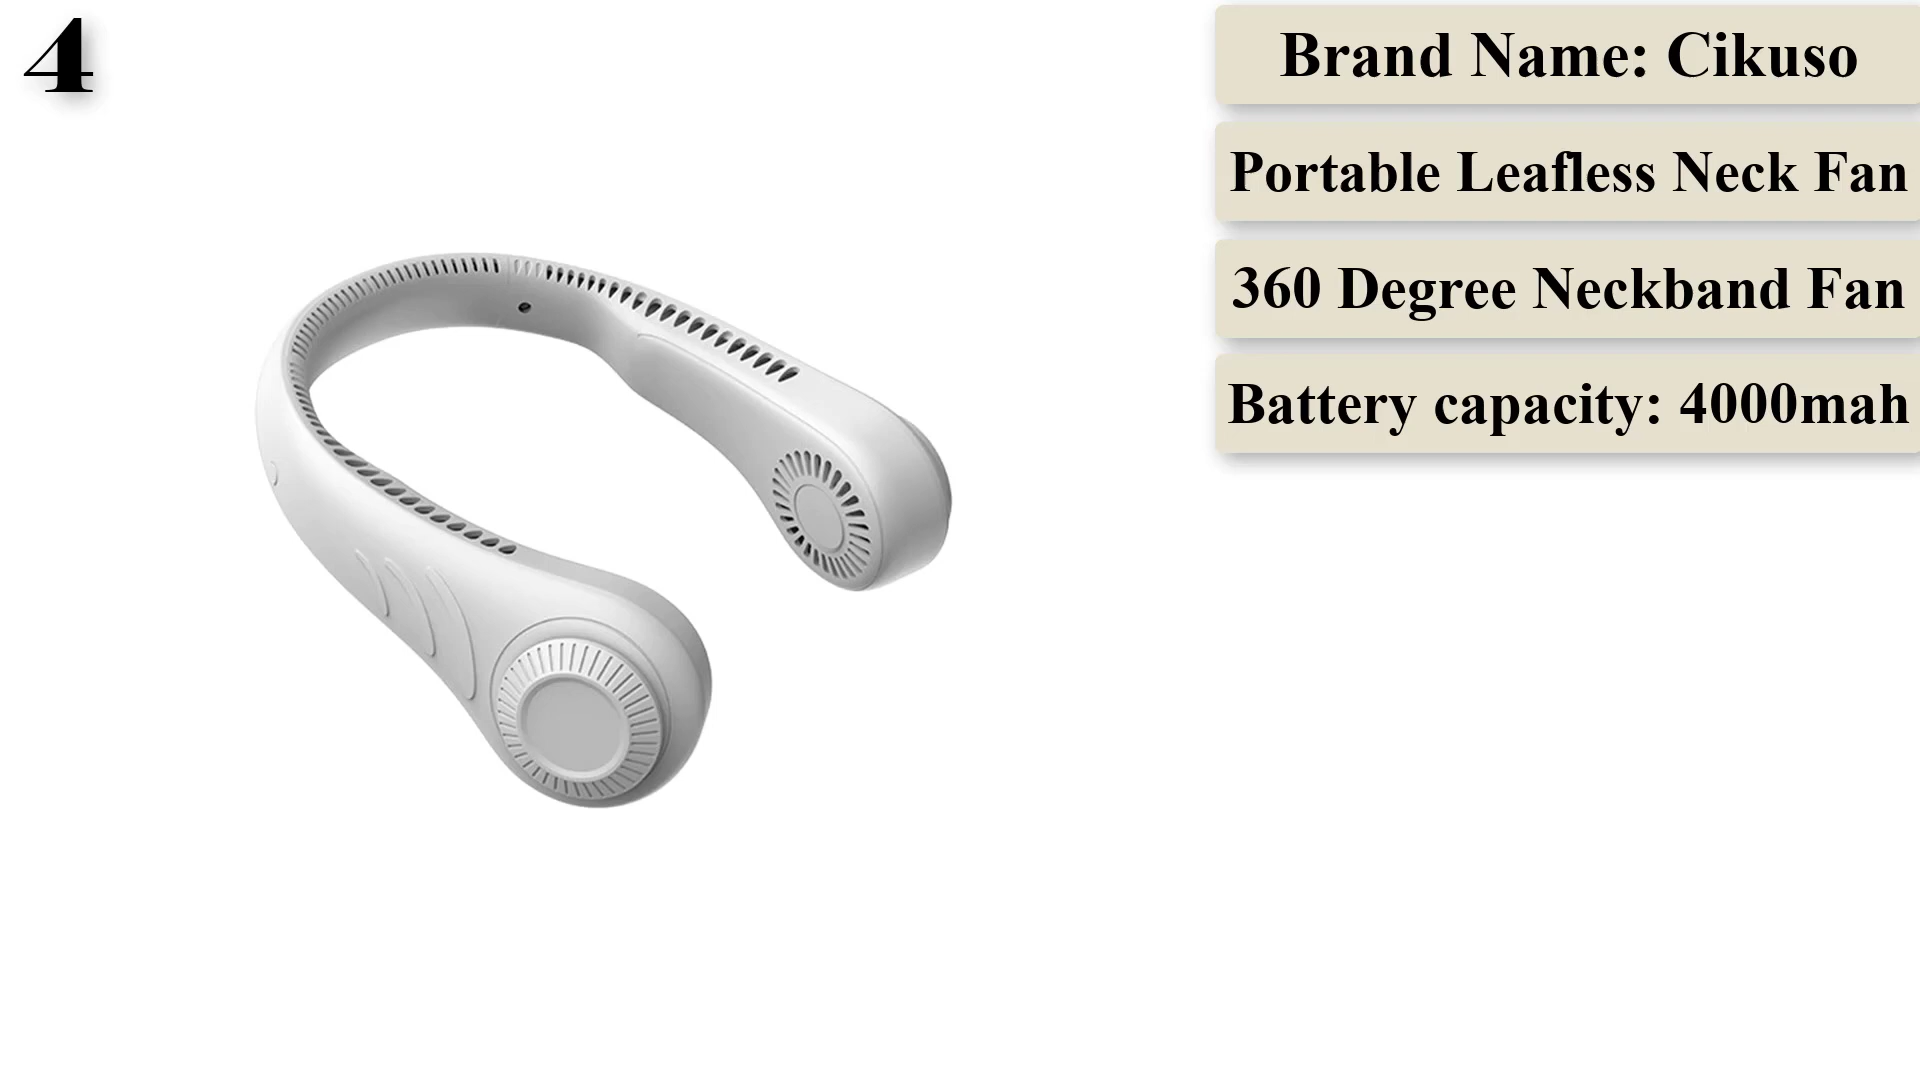 4
Brand Name: Cikuso
Portable Leafless Neck Fan
360 Degree Neckband Fan
Battery capacity: 4000mah